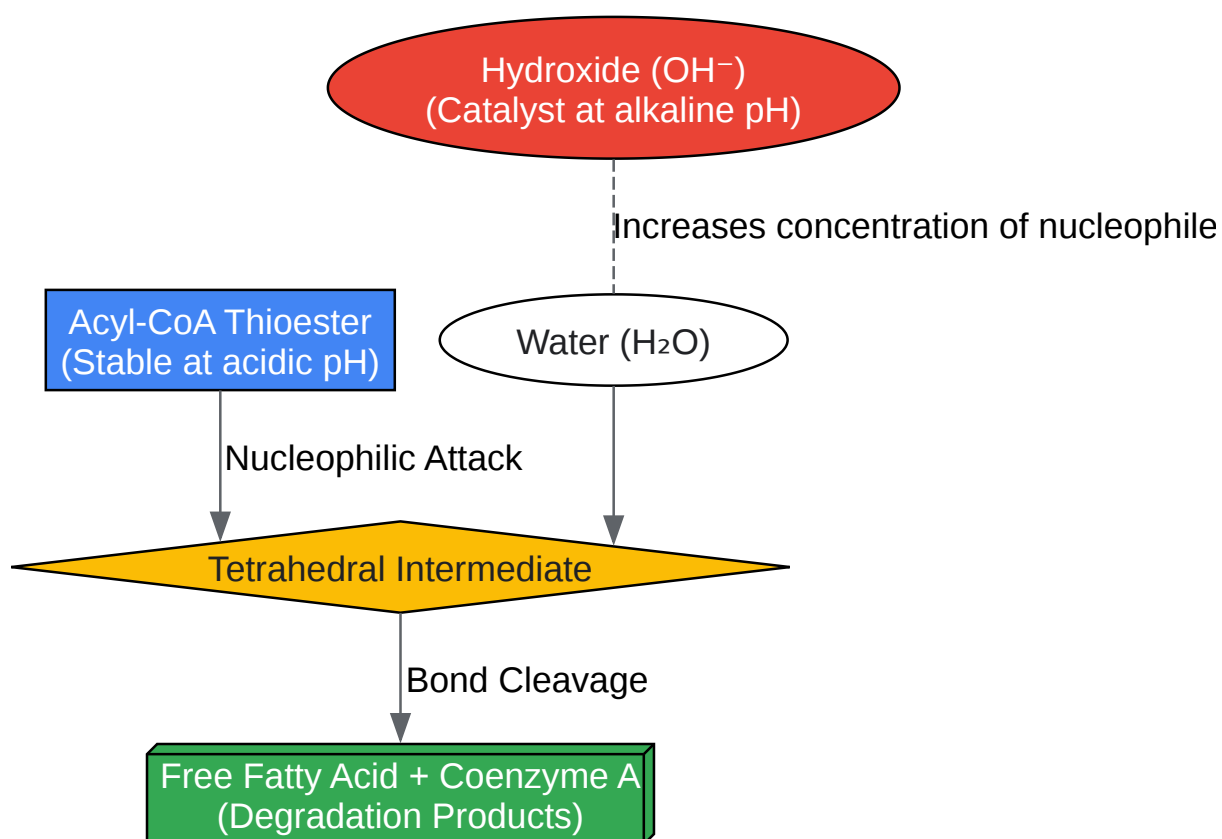 Hydroxide (OH⁻)
(Catalyst at alkaline pH)
Increases concentration of nucleophile
Acyl-CoA Thioester
(Stable at acidic pH)
Water (H₂O)
Nucleophilic Attack
Tetrahedral Intermediate
Bond Cleavage
Free Fatty Acid + Coenzyme A
(Degradation Products)